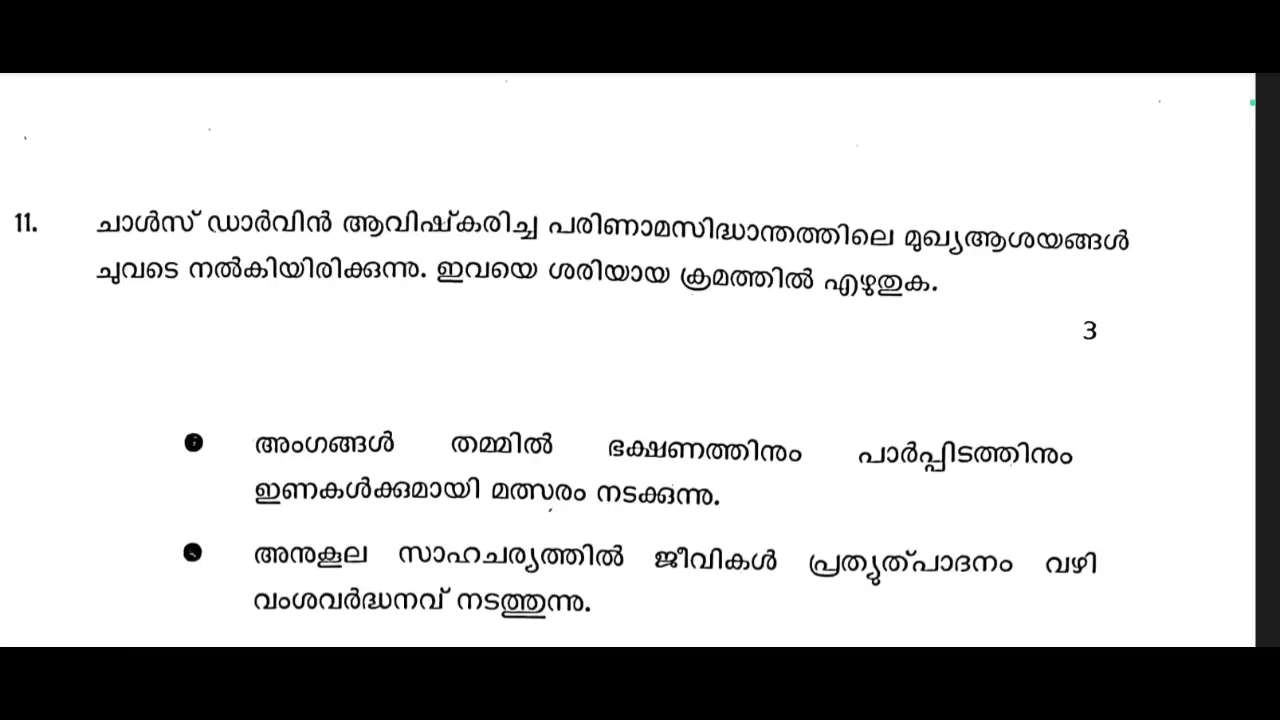 11. ചാൾസ് ഡാർവിൻ ആവിഷ്കരിച്ച പരിണാമസിദ്ധാന്തത്തിലെ മുഖ്യആശയങ്ങൾ
ചുവടെ നൽകിയിരിക്കുന്നു. ഇവയെ ശരിയായ ക്രമത്തിൽ എഴുതുക.
3
● അംഗങ്ങൾ തമ്മിൽ ഭക്ഷണത്തിനും പാർപ്പിടത്തിനും
ഇണകൾക്കുമായി മത്സരം നടക്കുന്നു.
● അനുകൂല സാഹചര്യത്തിൽ ജീവികൾ പ്രത്യുത്പാദനം വഴി
വംശവർദ്ധനവ് നടത്തുന്നു.